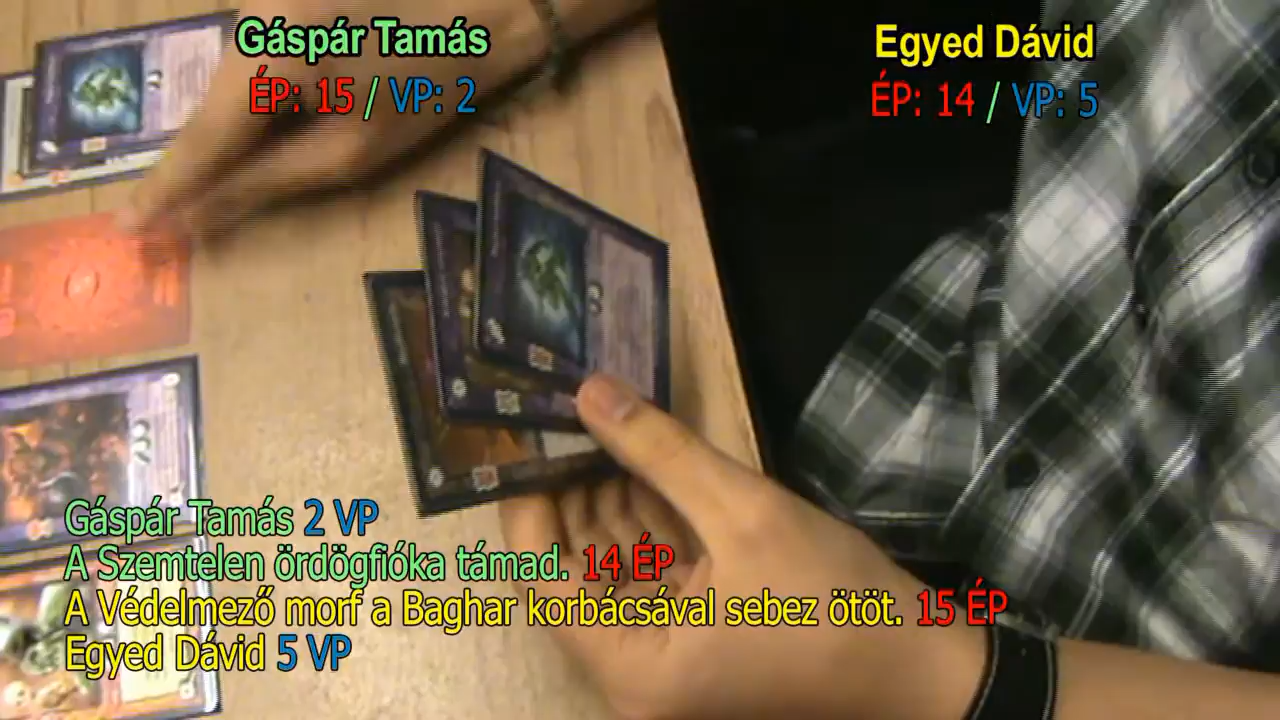 Gáspár Tamás
ÉP: 15 / VP: 2
Egyed Dávid
ÉP: 14 / VP: 5
Gáspár Tamás 2 VP
A Szemtelen ördögfióka támad. 14 ÉP
A Védelmező morf a Baghar korbácsával sebez ötöt. 15 ÉP
Egyed Dávid 5 VP